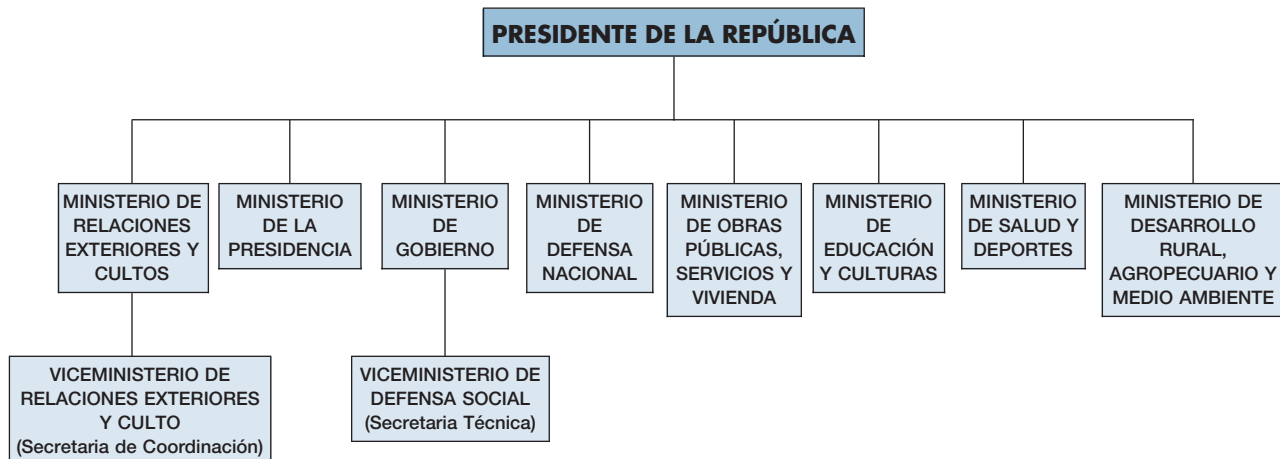 PRESIDENTE DE LA REPÚBLICA
MINISTERIO DE
RELACIONES
EXTERIORES Y
CULTOS
MINISTERIO
DE LA
PRESIDENCIA
MINISTERIO
DE
GOBIERNO
MINISTERIO
DE
DEFENSA
NACIONAL
MINISTERIO
DE OBRAS
PÚBLICAS,
SERVICIOS Y
VIVIENDA
MINISTERIO
DE
EDUCACIÓN
Y CULTURAS
MINISTERIO
DE SALUD Y
DEPORTES
MINISTERIO DE
DESARROLLO
RURAL,
AGROPECUARIO Y
MEDIO AMBIENTE
VICEMINISTERIO DE
RELACIONES EXTERIORES
Y CULTO
(Secretaria de Coordinación)
VICEMINISTERIO DE
DEFENSA SOCIAL
(Secretaria Técnica)